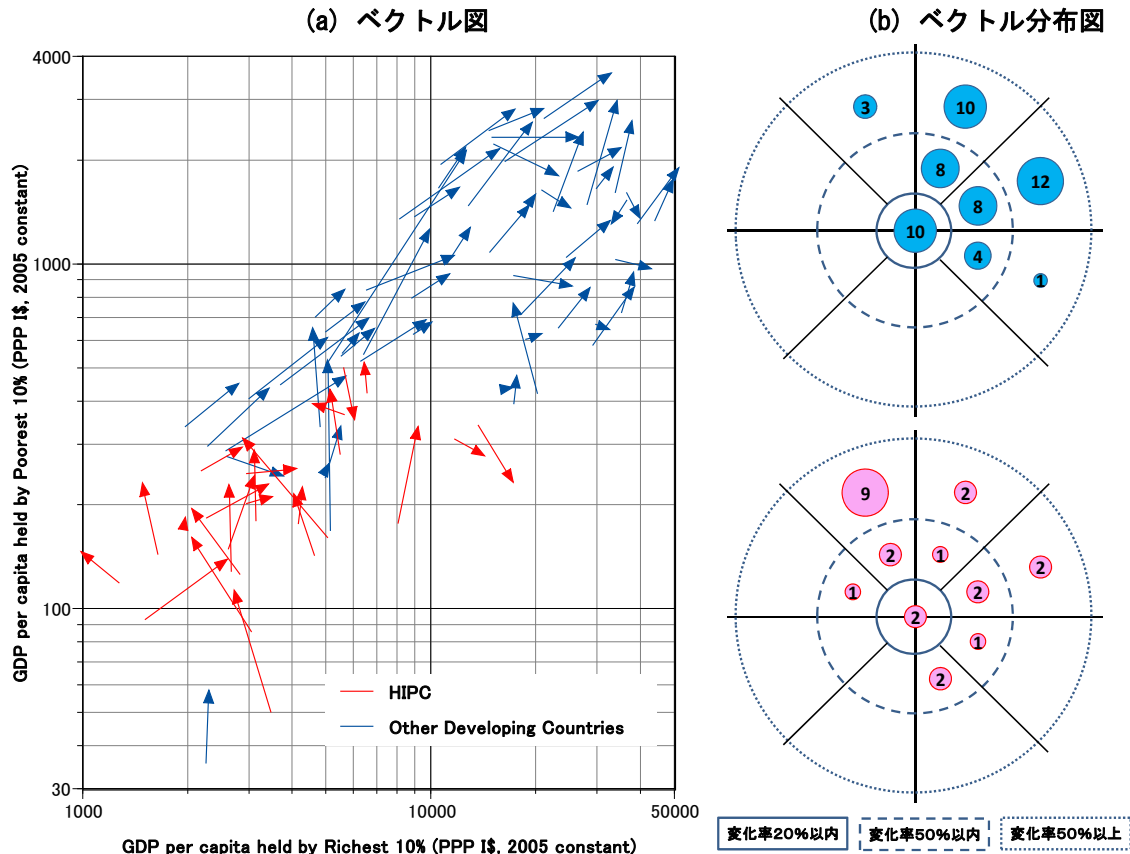 (a) ベクトル図
(b) ベクトル分布図
GDP per capita held by Poorest 10% (PPP I$, 2005 constant)
4000
1000
100
30
HIPC
Other Developing Countries
1000
10000
50000
GDP per capita held by Richest 10% (PPP I$, 2005 constant)
3
10
8
12
8
10
4
1
9
2
2
1
2
1
2
2
1
2
変化率20%以内
変化率50%以内
変化率50%以上